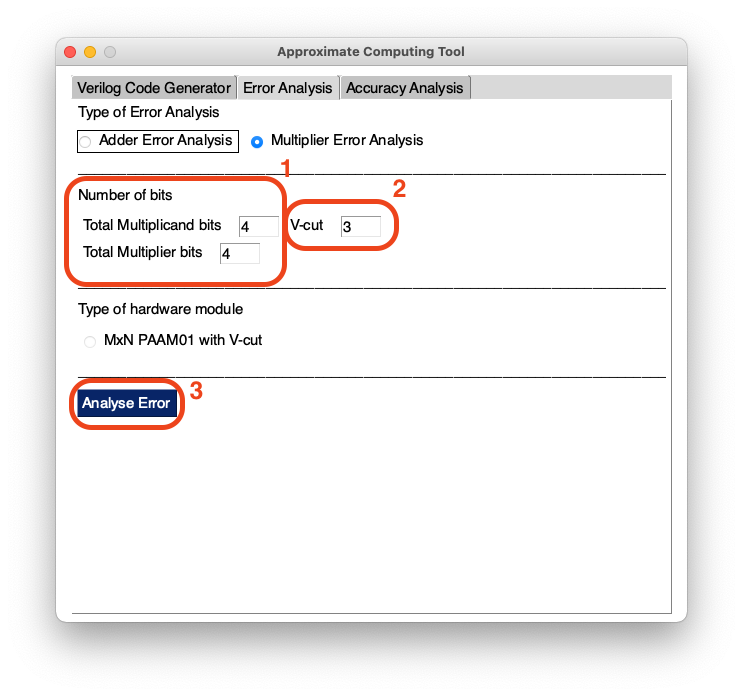 Approximate Computing Tool
Verilog Code Generator Error Analysis Accuracy Analysis
Type of Error Analysis
Adder Error Analysis Multiplier Error Analysis
1
2
Number of bits
Total Multiplicand bits 4 V-cut 3
Total Multiplier bits 4
Type of hardware module
MxN PAAM01 with V-cut
3
Analyse Error